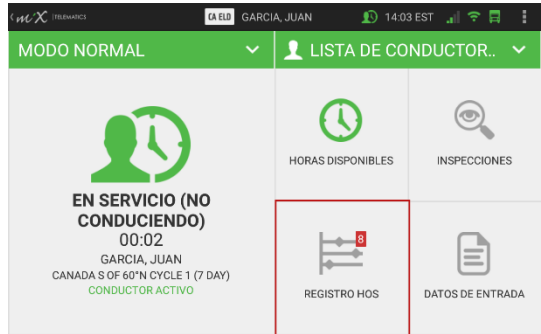 miX TELEMATICS
CA ELD GARCIA, JUAN 14:03 EST
MODO NORMAL
LISTA DE CONDUCTOR..
HORAS DISPONIBLES
INSPECCIONES
EN SERVICIO (NO
CONDUCIENDO)
00:02
GARCIA, JUAN
CANADA S OF 60°N CYCLE 1 (7 DAY)
CONDUCTOR ACTIVO
8
REGISTRO HOS
DATOS DE ENTRADA